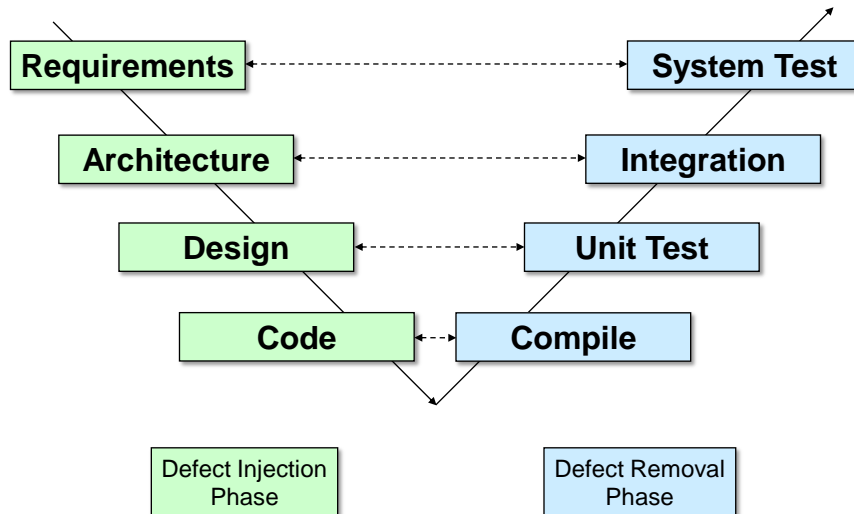 Requirements
System Test
Architecture
Integration
Design
Unit Test
Code
Compile
Defect Injection
Phase
Defect Removal
Phase